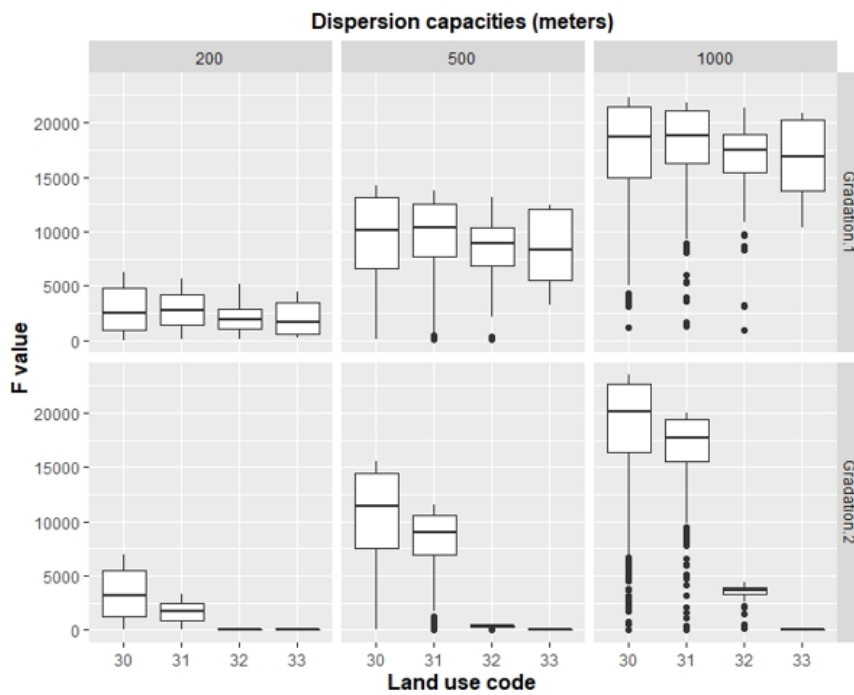 Dispersion capacities (meters)
200 500 1000
F value
20000
15000
10000
5000
0
Gradation.1
20000
15000
10000
5000
0
Gradation.2
30 31 32 33 30 31 32 33 30 31 32 33
Land use code